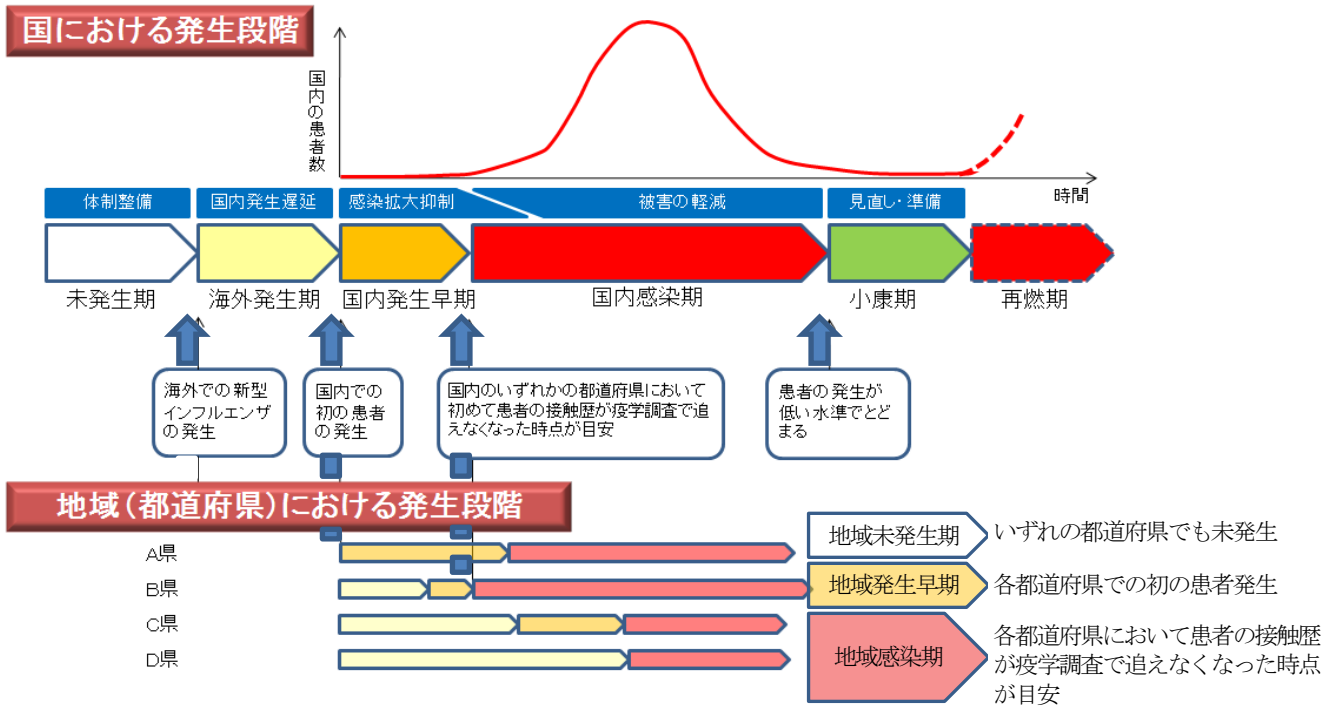 国における発生段階
国内の患者数
時間
体制整備
国内発生遅延
感染拡大抑制
被害の軽減
見直し・準備
未発生期
海外発生期
国内発生早期
国内感染期
小康期
再燃期
海外での新型
インフルエンザ
の発生
国内での
初の患者
の発生
国内のいずれかの都道府県において
初めて患者の接触歴が疫学調査で追
えなくなった時点が目安
患者の発生が
低い水準でとど
まる
地域(都道府県)における発生段階
A県
B県
C県
D県
地域未発生期
いずれの都道府県でも未発生
地域発生早期
各都道府県での初の患者発生
地域感染期
各都道府県において患者の接触歴
が疫学調査で追えなくなった時点
が目安